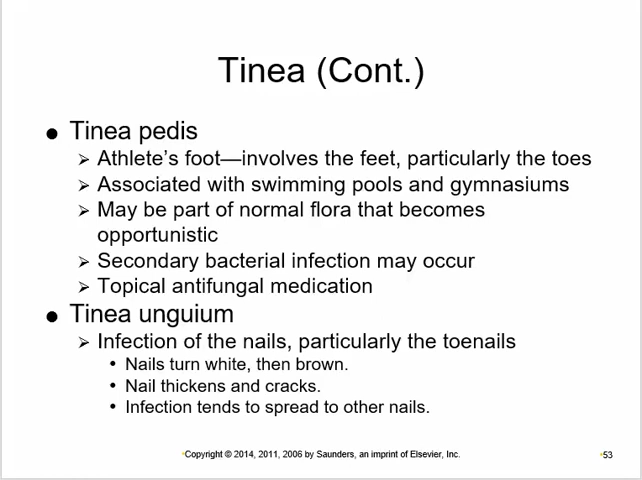 Tinea (Cont.)
● Tinea pedis
➢ Athlete’s foot—involves the feet, particularly the toes
➢ Associated with swimming pools and gymnasiums
➢ May be part of normal flora that becomes
opportunistic
➢ Secondary bacterial infection may occur
➢ Topical antifungal medication
● Tinea unguium
➢ Infection of the nails, particularly the toenails
• Nails turn white, then brown.
• Nail thickens and cracks.
• Infection tends to spread to other nails.
•Copyright © 2014, 2011, 2006 by Saunders, an imprint of Elsevier, Inc.
•53